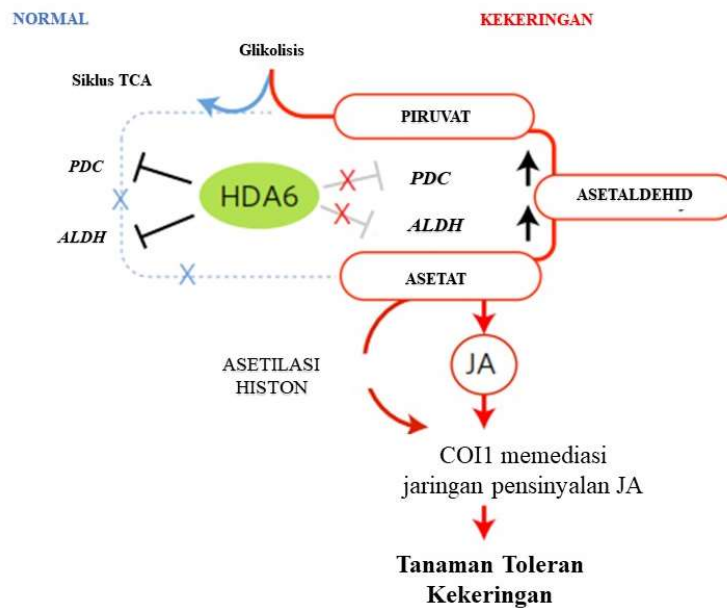 NORMAL
KEKERINGAN
Glikolisis
Siklus TCA
PIRUVAT
PDC
HDA6
PDC
ASETALDEHID
ALDH
ALDH
ASETAT
ASETILASI
HISTON
JA
COI1 memediasi
jaringan pensinyalan JA
Tanaman Toleran
Kekeringan